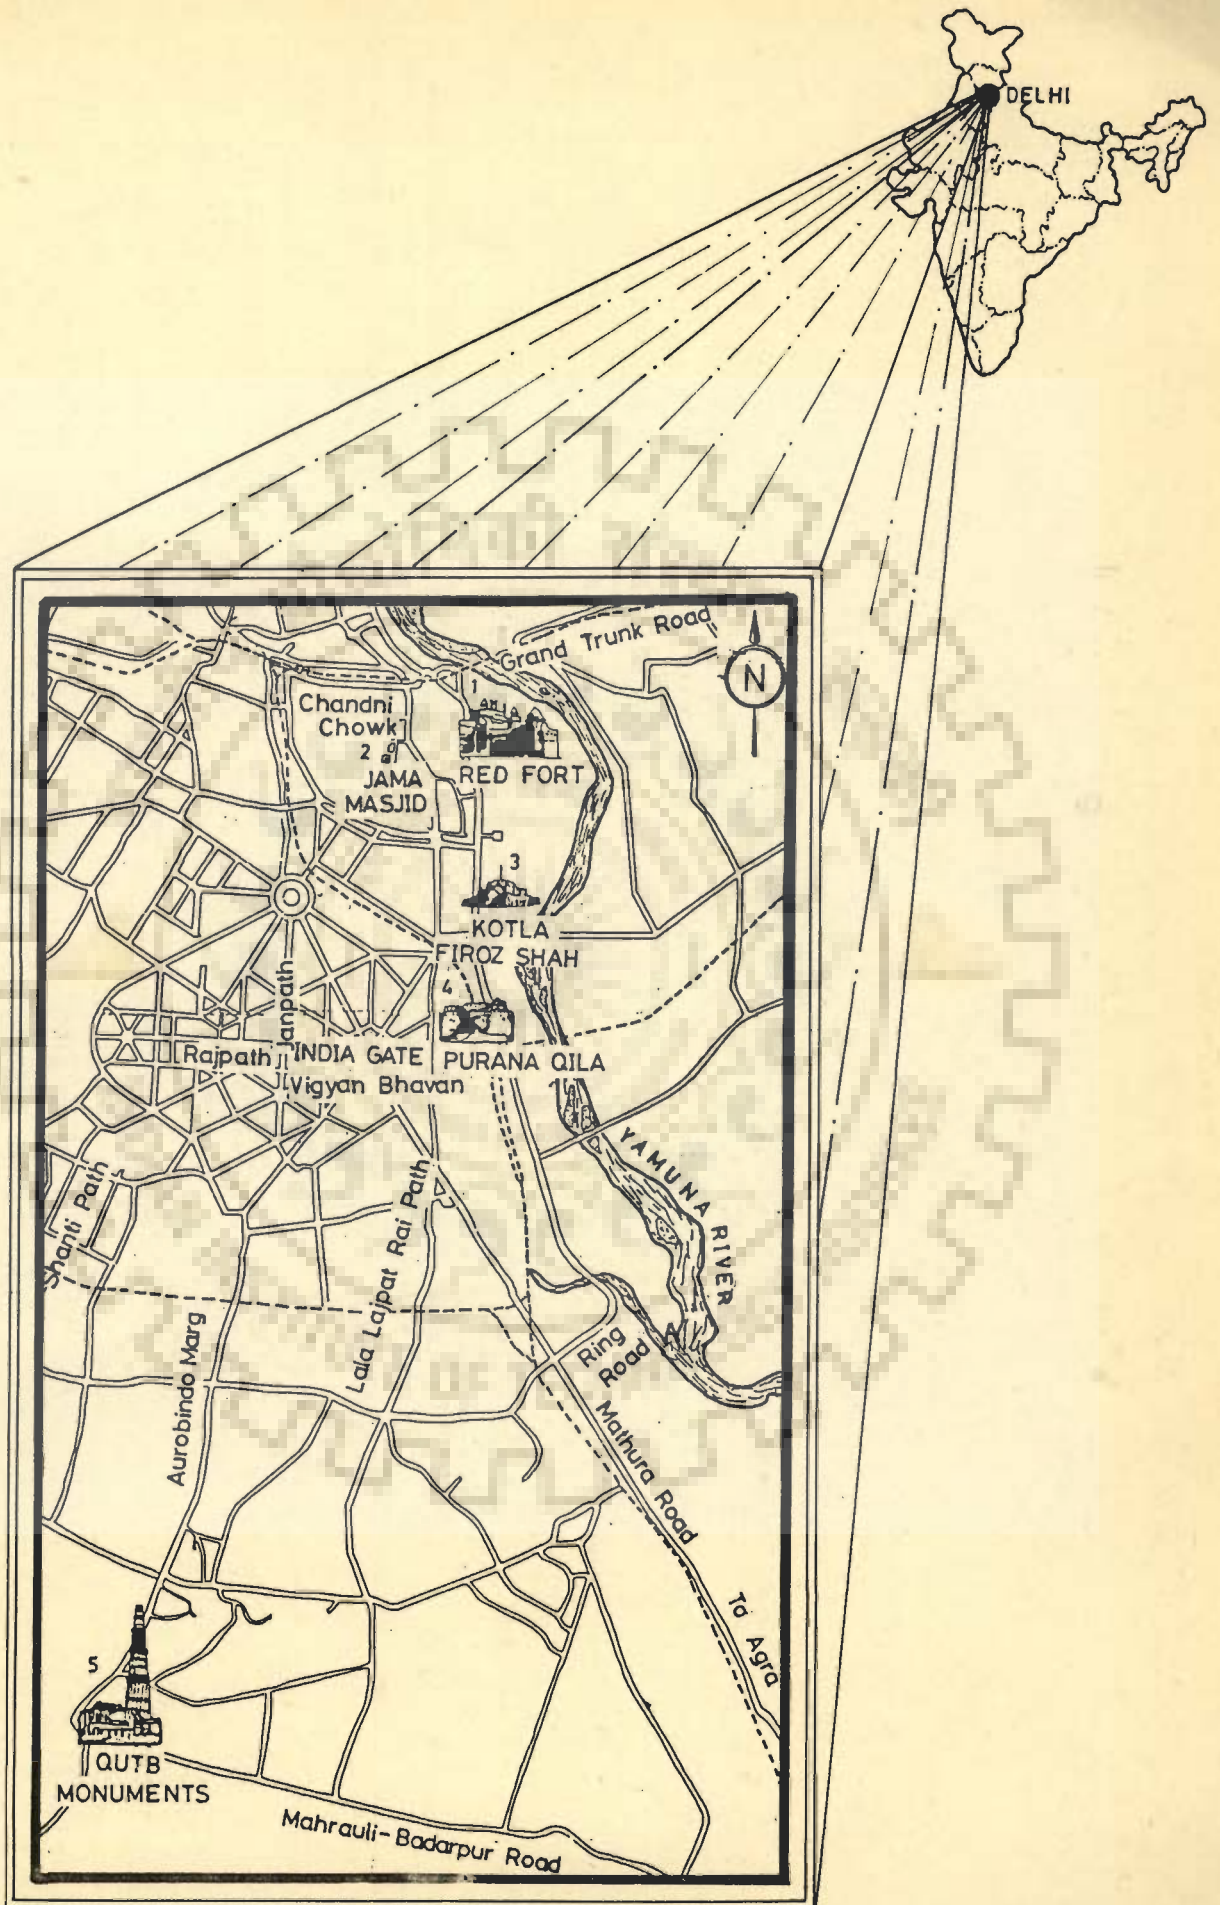 DELHI
Grand Trunk Road
N
Chandni
Chowk
1
2
JAMA
MASJID
RED FORT
3
KOTLA
FIROZ SHAH
4
Janpath
Rajpath
INDIA GATE
PURANA QILA
Vigyan Bhavan
YAMUNA RIVER
Shanti Path
Lala Lajpat Rai Path
Aurobindo Marg
Ring
Road
A
Mathura Road
Ta Agra
5
QUTB
MONUMENTS
Mahrauli-Badarpur Road